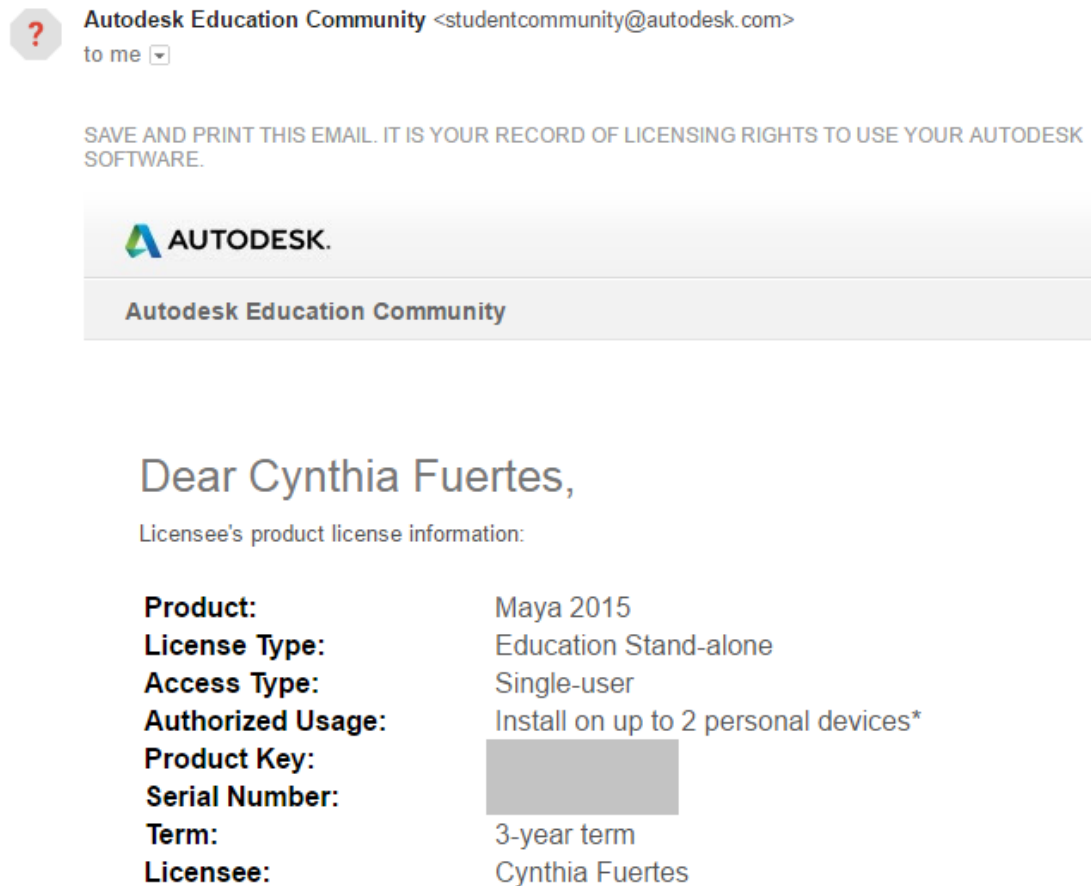 ?
Autodesk Education Community <studentcommunity@autodesk.com>
to me
SAVE AND PRINT THIS EMAIL. IT IS YOUR RECORD OF LICENSING RIGHTS TO USE YOUR AUTODESK
SOFTWARE.
AUTODESK.
Autodesk Education Community
Dear Cynthia Fuertes,
Licensee's product license information:
Product: Maya 2015
License Type: Education Stand-alone
Access Type: Single-user
Authorized Usage: Install on up to 2 personal devices*
Product Key:
Serial Number:
Term: 3-year term
Licensee: Cynthia Fuertes